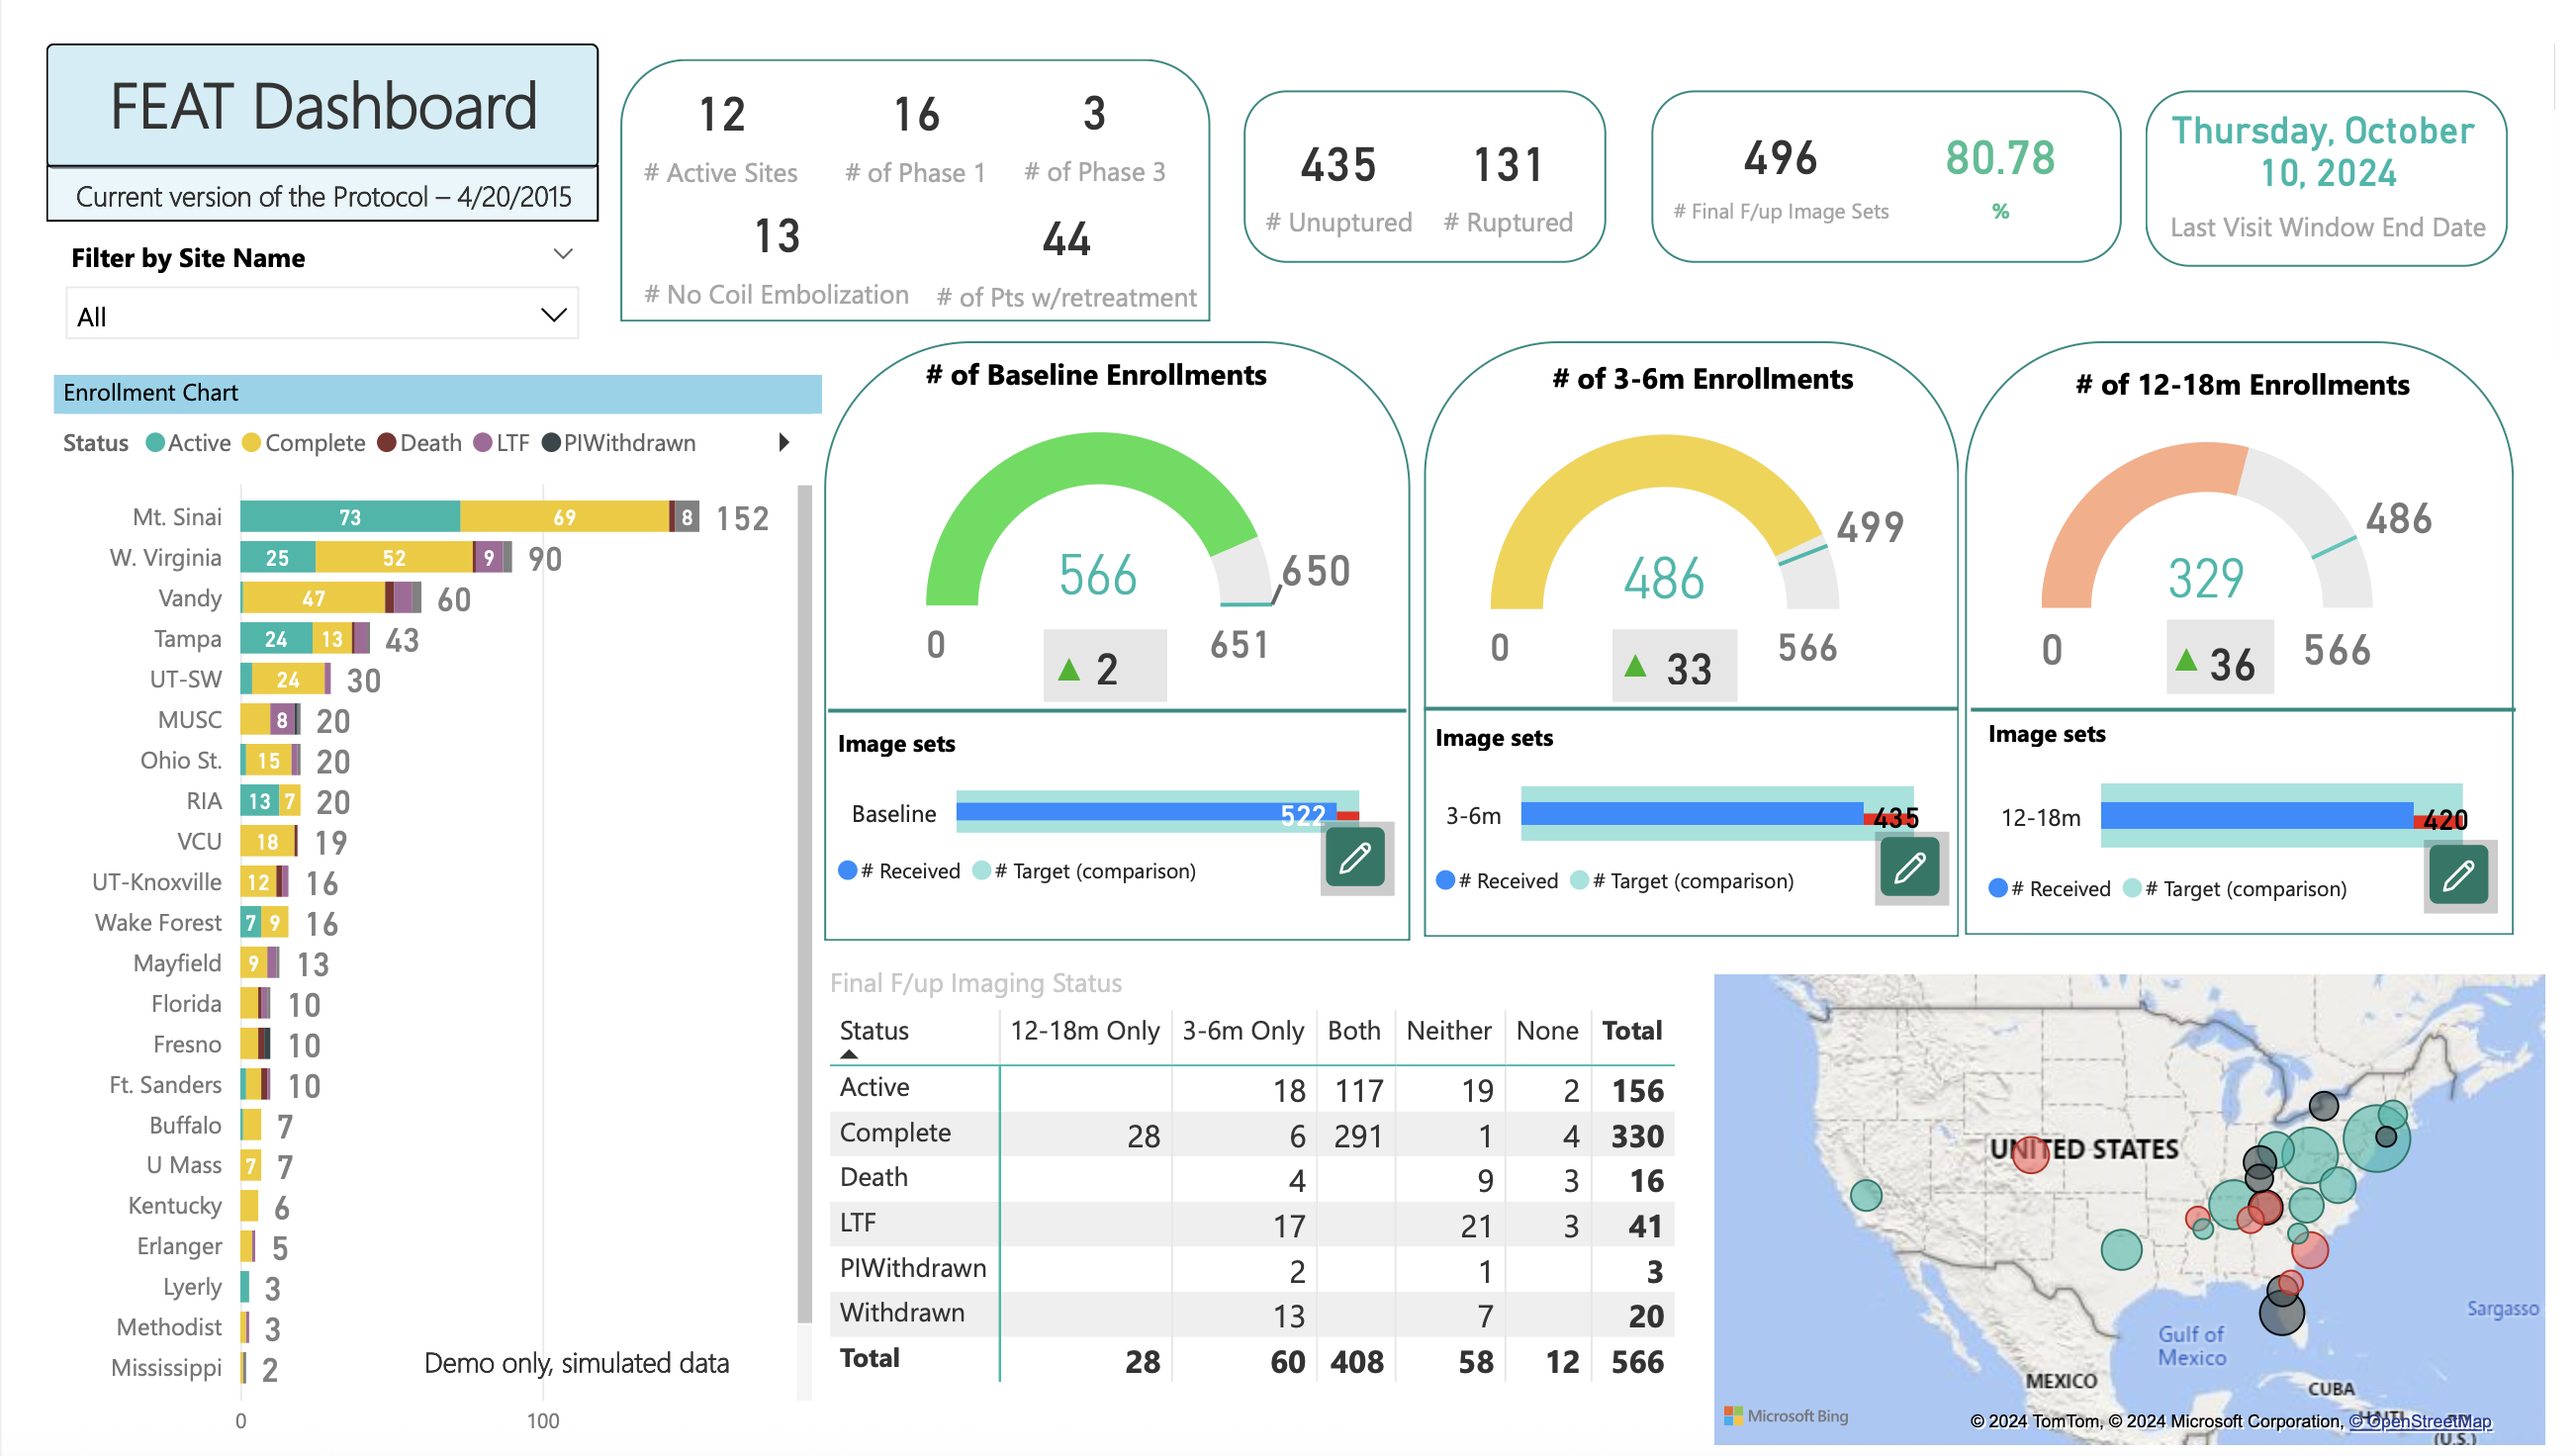 FEAT Dashboard
Current version of the Protocol – 4/20/2015
Filter by Site Name
All
12
# Active Sites
16
# of Phase 1
3
# of Phase 3
13
# No Coil Embolization
44
# of Pts w/retreatment
435
# Unuptured
131
# Ruptured
496
# Final F/up Image Sets
80.78
%
Thursday, October
10, 2024
Last Visit Window End Date
Enrollment Chart
Status Active Complete Death LTF PIWithdrawn
Mt. Sinai 73 69 8 152
W. Virginia 25 52 9 90
Vandy 47 60
Tampa 24 13 43
UT-SW 24 30
MUSC 8 20
Ohio St. 15 20
RIA 13 7 20
VCU 18 19
UT-Knoxville 12 16
Wake Forest 7 9 16
Mayfield 9 13
Florida 10
Fresno 10
Ft. Sanders 10
Buffalo 7
U Mass 7 7
Kentucky 6
Erlanger 5
Lyerly 3
Methodist 3
Mississippi 2
0 100
Demo only, simulated data
# of Baseline Enrollments
566
650
0
651
2
Image sets
Baseline
522
# Received # Target (comparison)
# of 3-6m Enrollments
486
499
0
566
33
Image sets
3-6m
435
# Received # Target (comparison)
# of 12-18m Enrollments
329
486
0
566
36
Image sets
12-18m
420
# Received # Target (comparison)
Final F/up Imaging Status
Status 12-18m Only 3-6m Only Both Neither None Total
Active 18 117 19 2 156
Complete 28 6 291 1 4 330
Death 4 9 3 16
LTF 17 21 3 41
PIWithdrawn 2 1 3
Withdrawn 13 7 20
Total 28 60 408 58 12 566
UNITED STATES
Sargasso
Gulf of
Mexico
MEXICO
CUBA
HAITI
(U.S.)
Microsoft Bing
© 2024 TomTom, © 2024 Microsoft Corporation, © OpenStreetMap